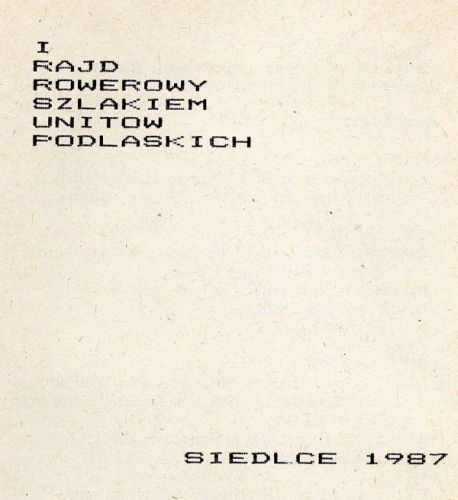 I
RAJD
ROWEROWY
SZLAKIEM
UNITOW
PODLASKICH
SIEDLCE 1987